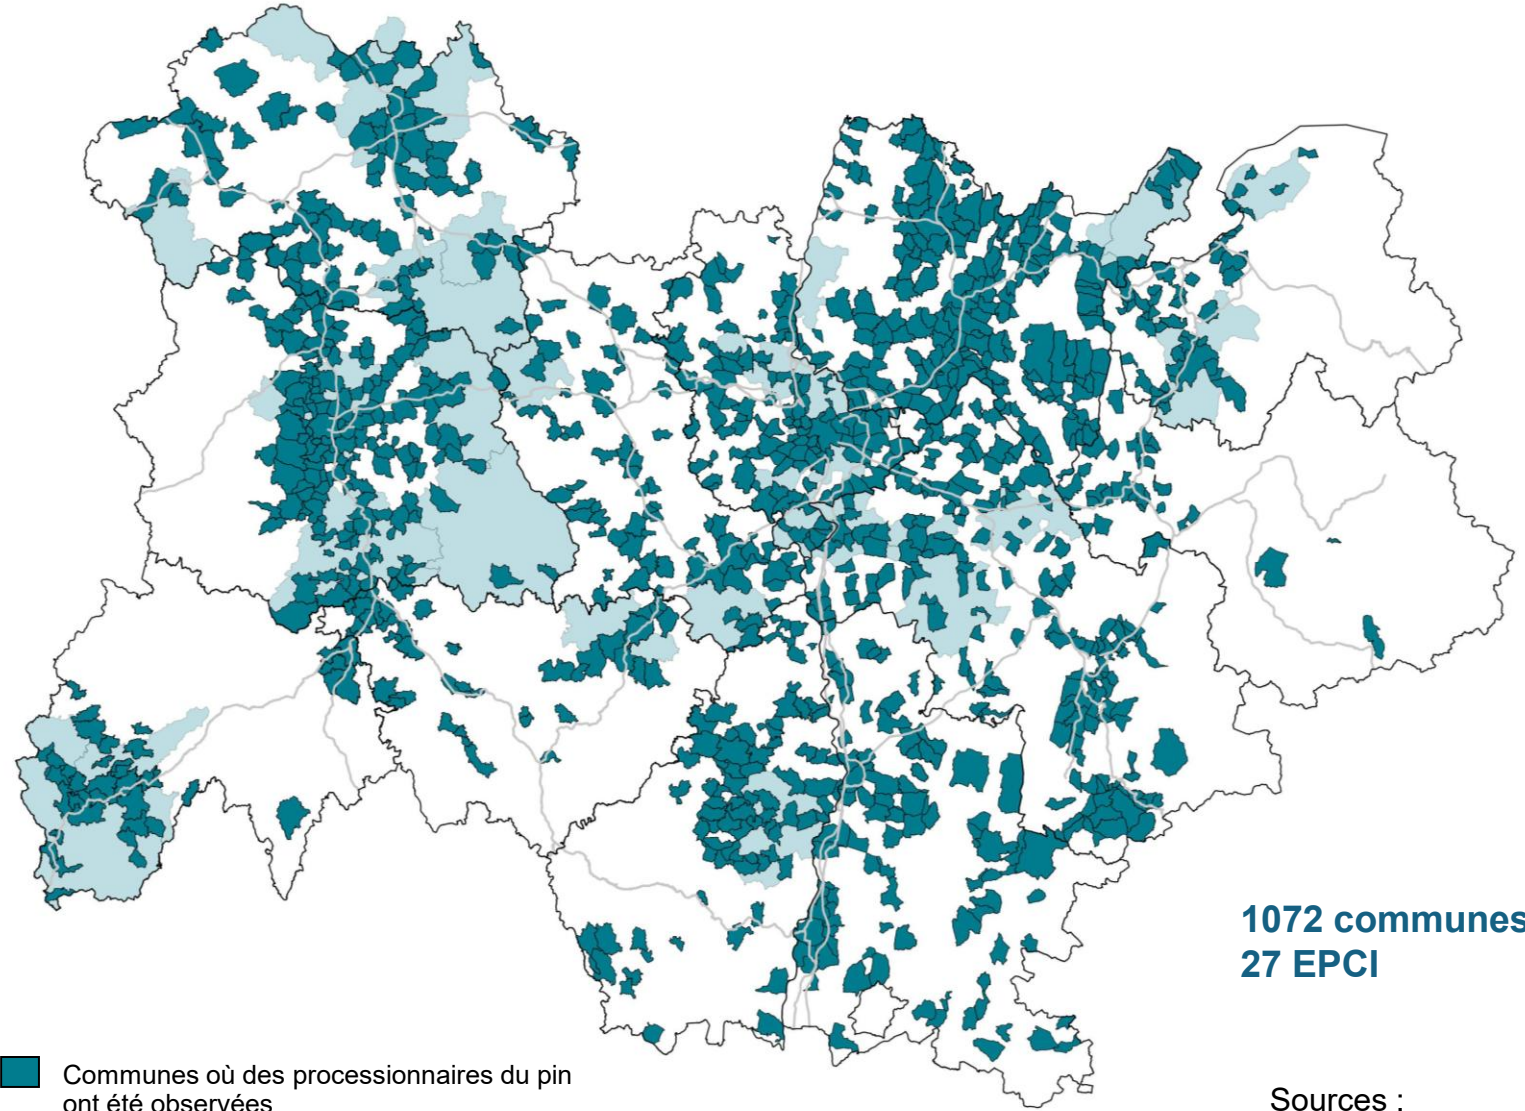 1072 communes
27 EPCI
Communes où des processionnaires du pin
ont été observées
Sources :